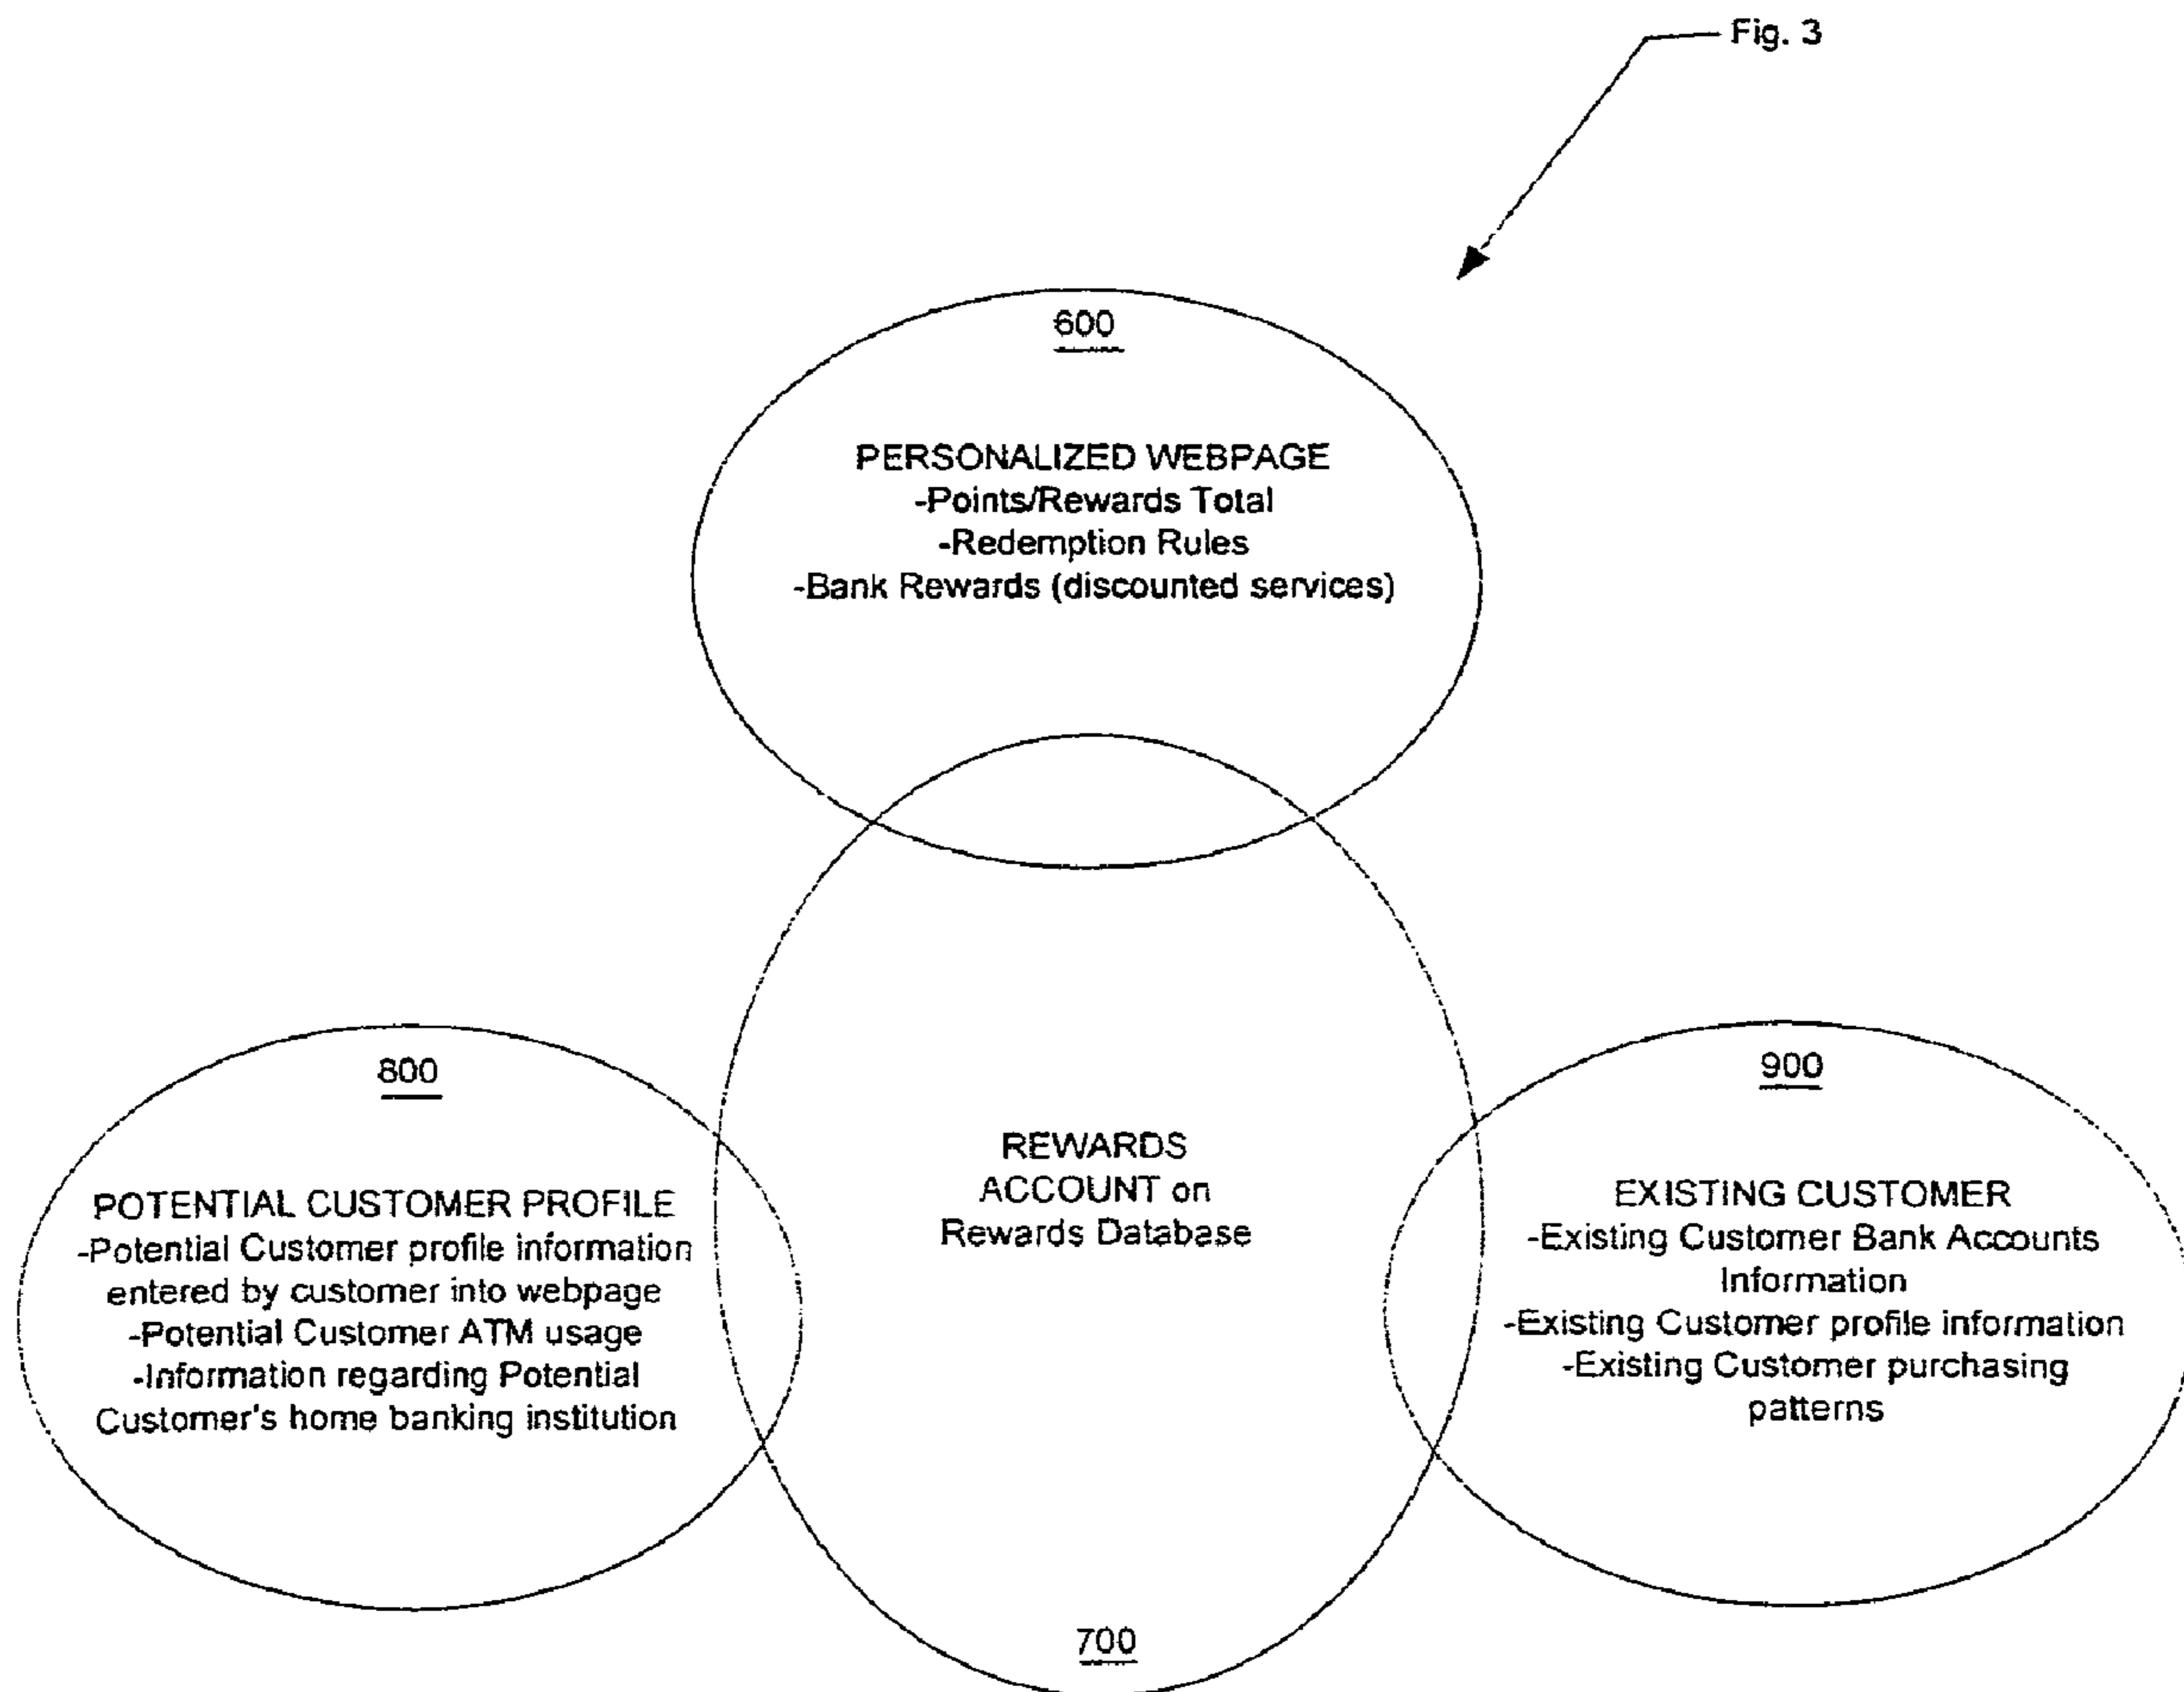 Fig. 3
600
PERSONALIZED WEBPAGE
-Points/Rewards Total
-Redemption Rules
-Bank Rewards (discounted services)
800
POTENTIAL CUSTOMER PROFILE
-Potential Customer profile information
entered by customer into webpage
-Potential Customer ATM usage
-Information regarding Potential
Customer's home banking institution
REWARDS
ACCOUNT on
Rewards Database
700
900
EXISTING CUSTOMER
-Existing Customer Bank Accounts
Information
-Existing Customer profile information
-Existing Customer purchasing
patterns